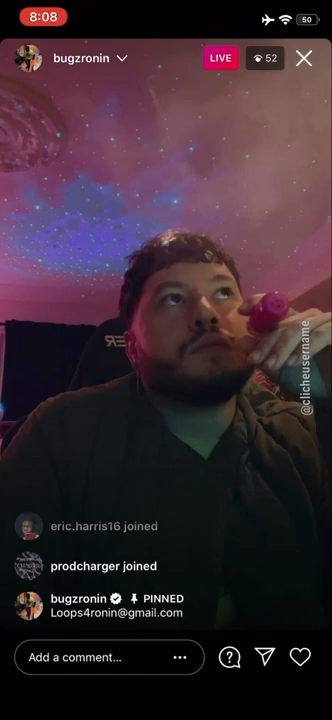 8:08
50
bugzronin
LIVE
52
@clicheusername
eric.harris16 joined
prodcharger joined
bugzronin PINNED
Loops4ronin@gmail.com
Add a comment...